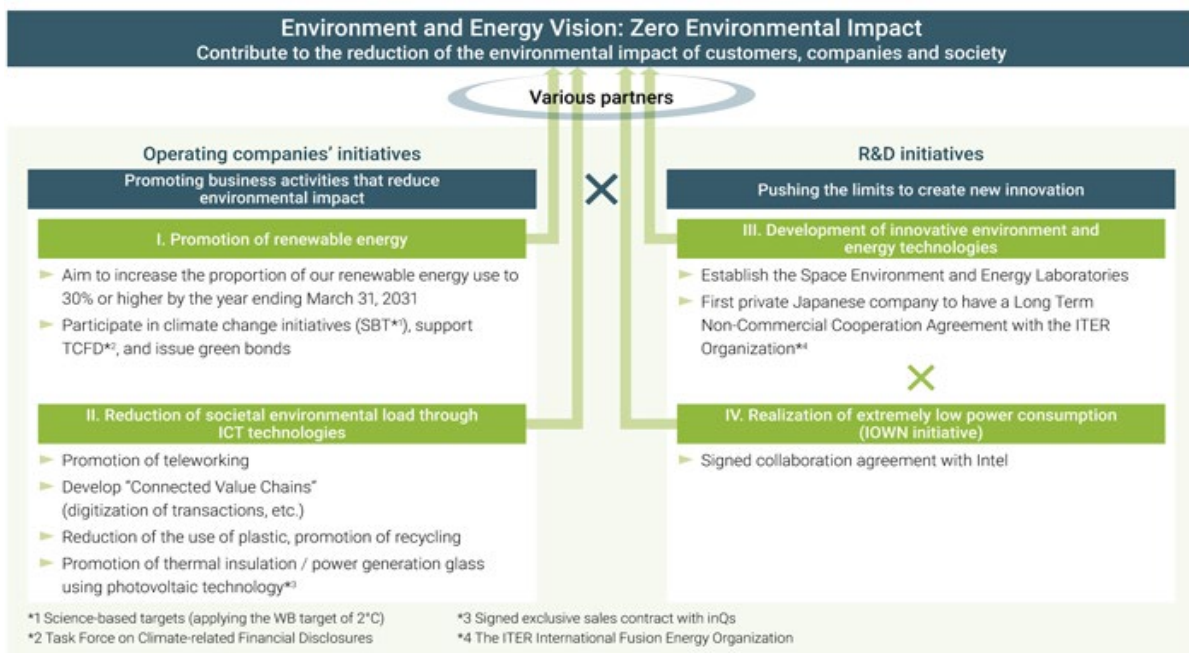 Environment and Energy Vision: Zero Environmental Impact
Contribute to the reduction of the environmental impact of customers, companies and society
Various partners
Operating companies' initiatives
Promoting business activities that reduce
environmental impact
I. Promotion of renewable energy
► Aim to increase the proportion of our renewable energy use to
30% or higher by the year ending March 31, 2031
► Participate in climate change initiatives (SBT*1), support
TCFD*2, and issue green bonds
II. Reduction of societal environmental load through
ICT technologies
► Promotion of teleworking
► Develop “Connected Value Chains”
(digitization of transactions, etc.)
► Reduction of the use of plastic, promotion of recycling
► Promotion of thermal insulation / power generation glass
using photovoltaic technology*3
×
R&D initiatives
Pushing the limits to create new innovation
III. Development of innovative environment and
energy technologies
► Establish the Space Environment and Energy Laboratories
► First private Japanese company to have a Long Term
Non-Commercial Cooperation Agreement with the ITER
Organization*4
×
IV. Realization of extremely low power consumption
(IOWN initiative)
► Signed collaboration agreement with Intel
*1 Science-based targets (applying the WB target of 2°C)
*2 Task Force on Climate-related Financial Disclosures
*3 Signed exclusive sales contract with inQs
*4 The ITER International Fusion Energy Organization